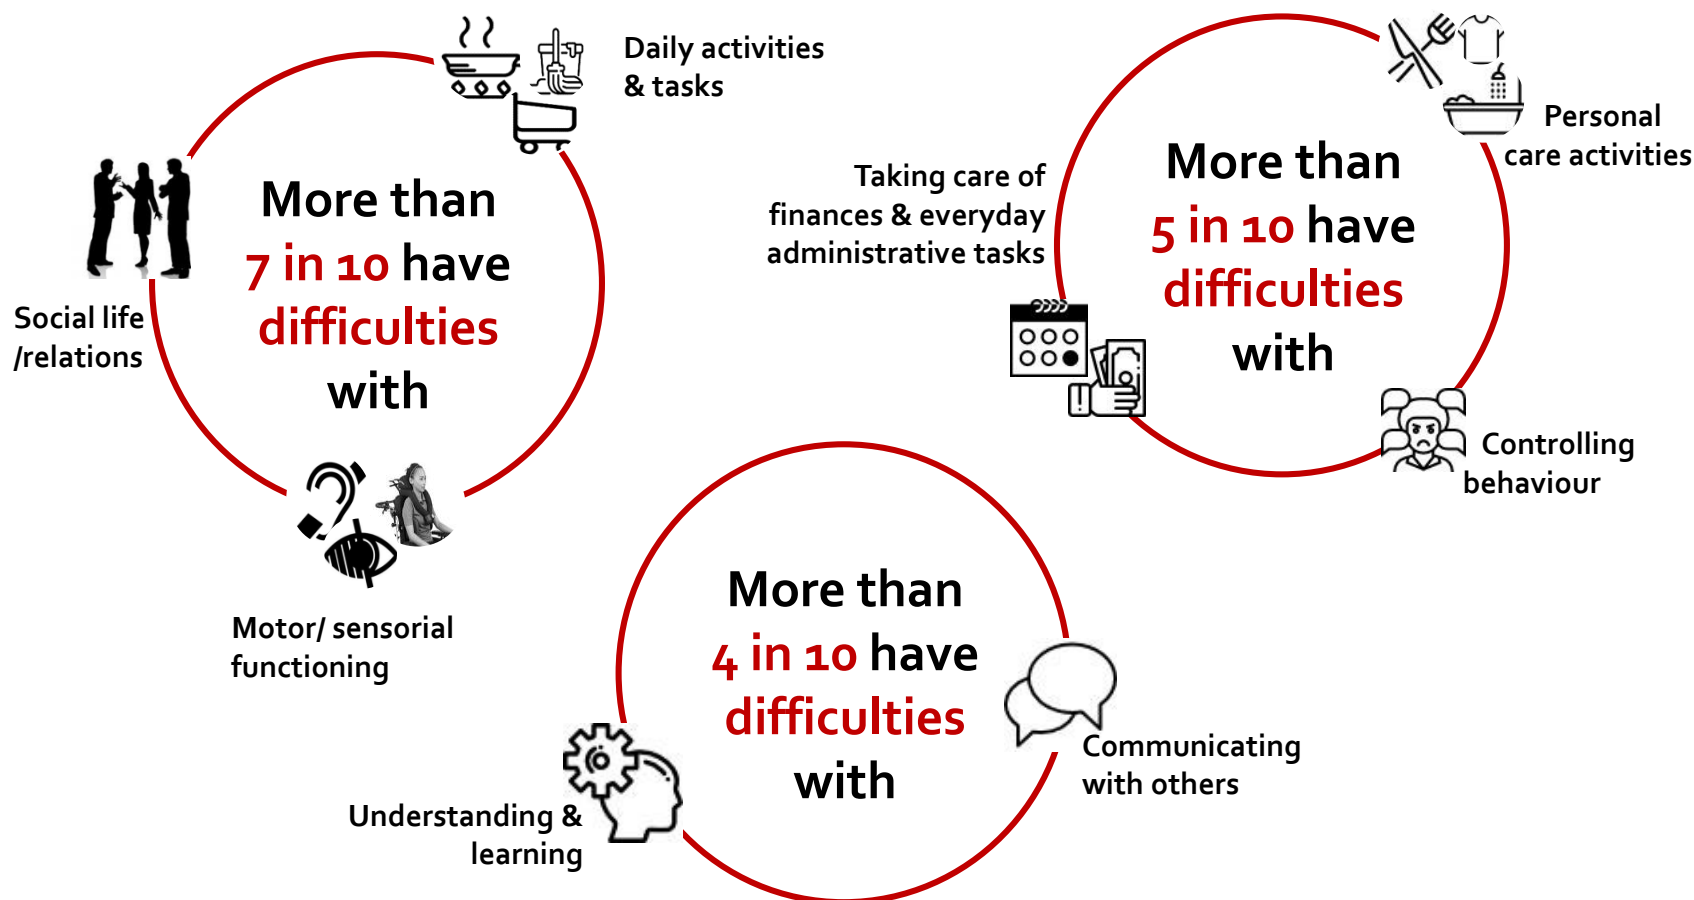 Daily activities
& tasks
More than
7 in 10 have
difficulties
with
Social life
/relations
Motor/ sensorial
functioning
Personal
care activities
Taking care of
finances & everyday
administrative tasks
More than
5 in 10 have
difficulties
with
Controlling
behaviour
More than
4 in 10 have
difficulties
with
Communicating
with others
Understanding &
learning